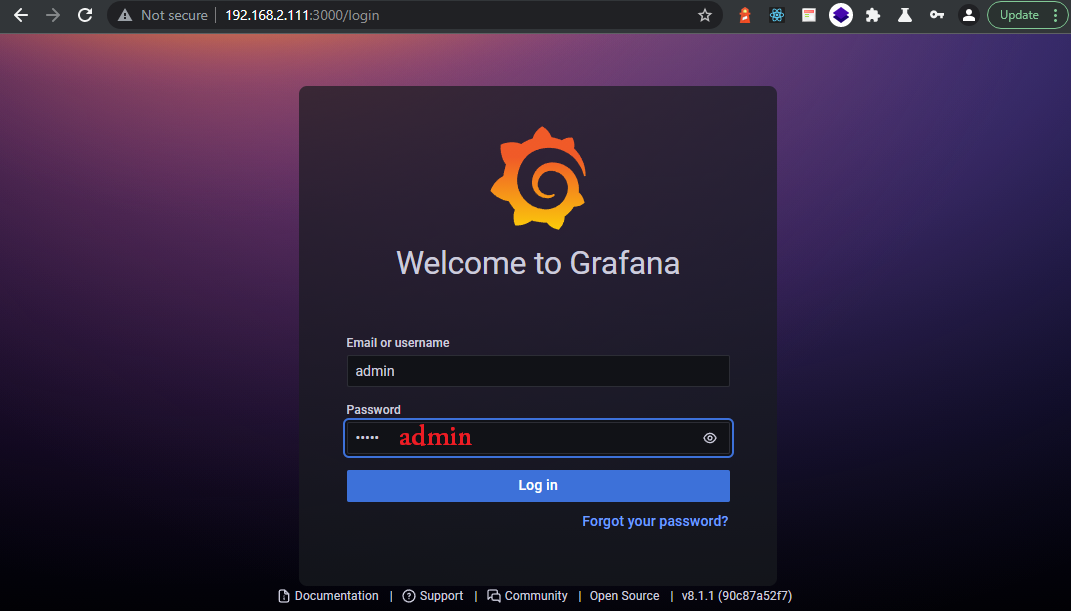 Not secure | 192.168.2.111:3000/login
Update
Welcome to Grafana
Email or username
admin
Password
••••• admin
Log in
Forgot your password?
Documentation | Support | Community | Open Source | v8.1.1 (90c87a52f7)